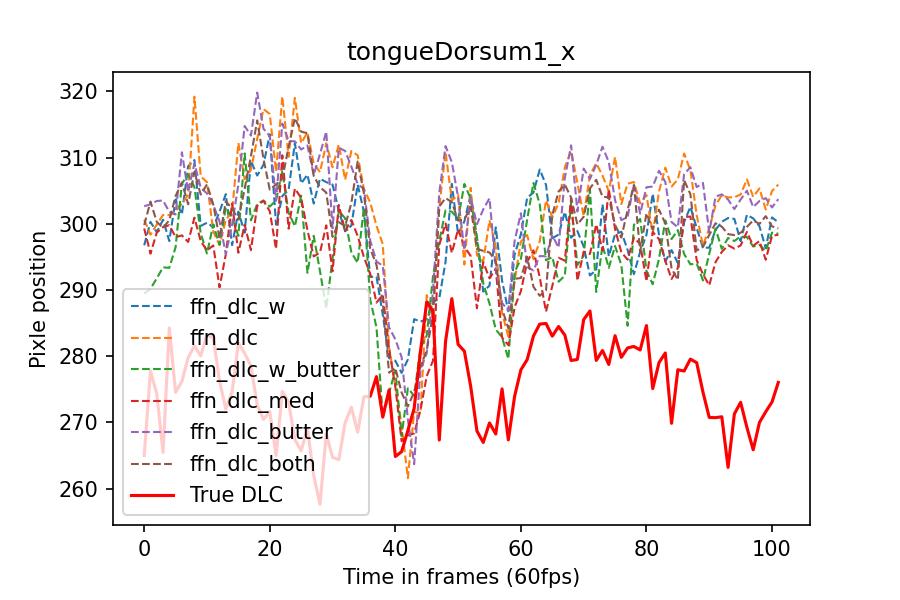 tongueDorsum1_x
320
310
300
290
280
270
260
Pixle position
ffn_dlc_w
ffn_dlc
ffn_dlc_w_butter
ffn_dlc_med
ffn_dlc_butter
ffn_dlc_both
True DLC
0 20 40 60 80 100
Time in frames (60fps)